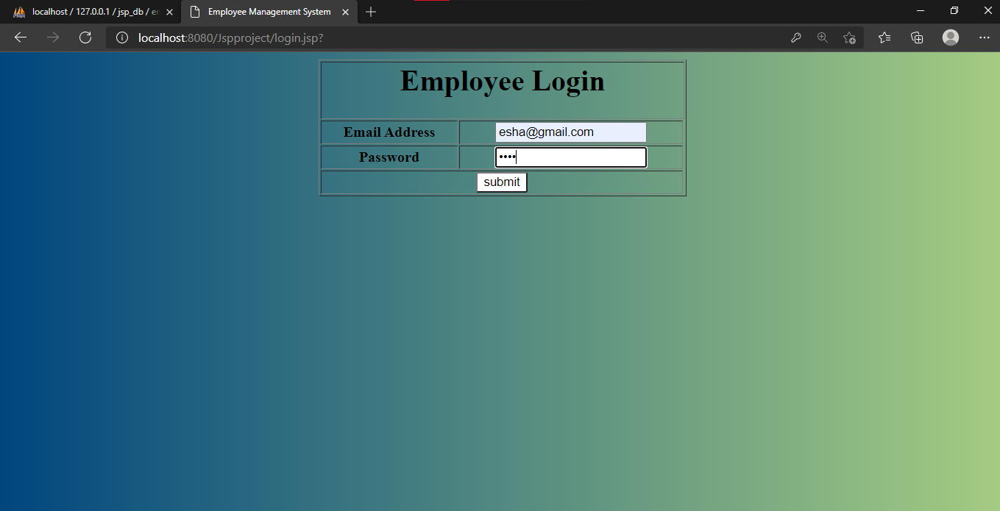 localhost / 127.0.0.1 / jsp_db /
Employee Management System
localhost:8080/Jspproject/login.jsp?
Employee Login
Email Address esha@gmail.com
Password ••••
submit